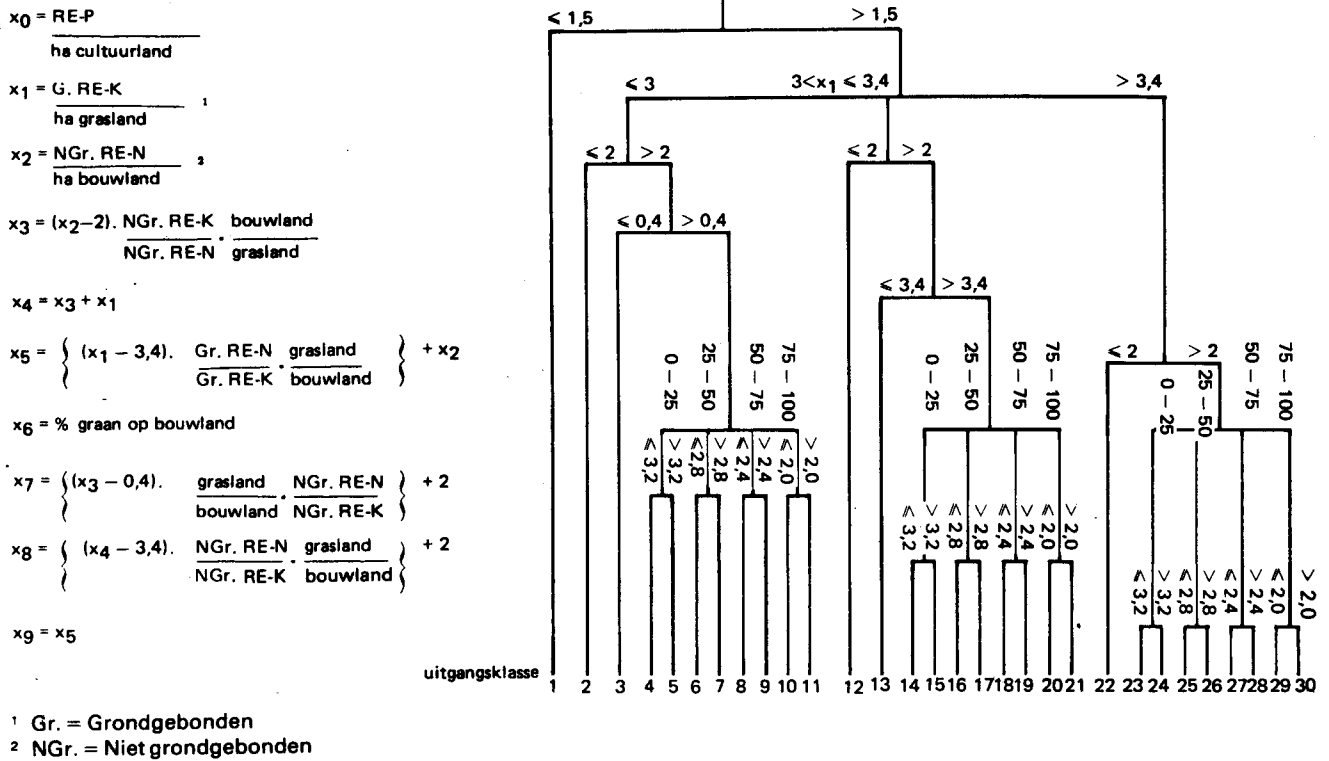 x0 = RE-P
ha cultuurland
x1 = G. RE-K 1
ha grasland
x2 = NGr. RE-N 2
ha bouwland
x3 = (x2−2). NGr. RE-K . bouwland
NGr. RE-N grasland
x4 = x3 + x1
x5 = { (x1 − 3,4). Gr. RE-N . grasland } + x2
Gr. RE-K bouwland
x6 = % graan op bouwland
x7 = {(x3 − 0,4). grasland . NGr. RE-N } + 2
bouwland NGr. RE-K
x8 = { (x4 − 3,4). NGr. RE-N . grasland } + 2
NGr. RE-K bouwland
x9 = x5
⩽ 1,5 > 1,5
⩽ 3 3<x1 ⩽ 3,4 > 3,4
⩽ 2 > 2 ⩽ 2 > 2
⩽ 0,4 > 0,4
⩽ 3,4 > 3,4
⩽ 2 > 2
0 − 25 25 − 50 50 − 75 75 − 100
0 − 25 25 − 50 50 − 75 75 − 100
0 − 25 25 − 50 50 − 75 75 − 100
⩽ 3,2 > 3,2 ⩽ 2,8 > 2,8 ⩽ 2,4 > 2,4 ⩽ 2,0 > 2,0
⩽ 3,2 > 3,2 ⩽ 2,8 > 2,8 ⩽ 2,4 > 2,4 ⩽ 2,0 > 2,0
⩽ 3,2 > 3,2 ⩽ 2,8 > 2,8 ⩽ 2,4 > 2,4 ⩽ 2,0 > 2,0
uitgangsklasse 1 2 3 4 5 6 7 8 9 10 11 12 13 14 15 16 17 18 19 20 21 22 23 24 25 26 27 28 29 30
1 Gr. = Grondgebonden
2 NGr. = Niet grondgebonden